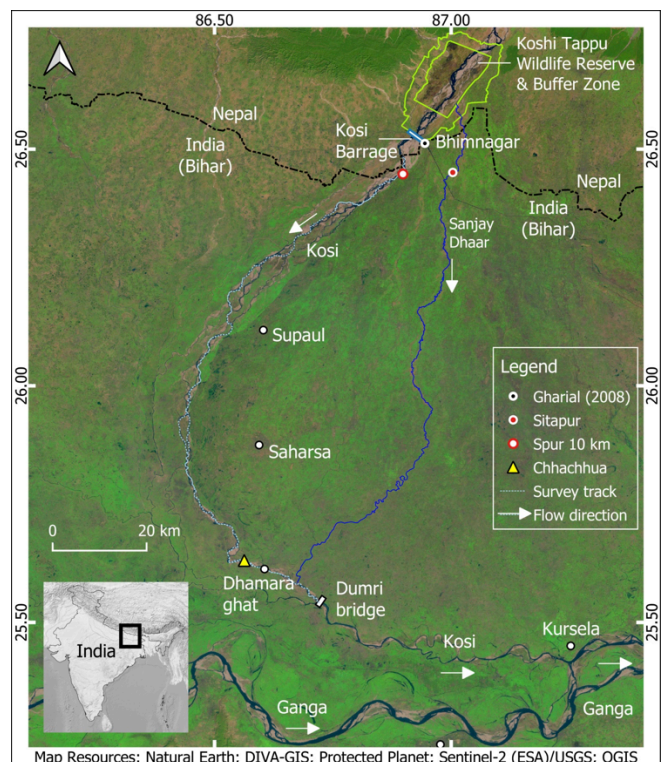 86.50
87.00
Koshi Tappu
Wildlife Reserve
& Buffer Zone
Nepal
India
(Bihar)
Kosi
Barrage
Bhimnagar
26.50
26.50
Nepal
India
(Bihar)
Sanjay
Dhaar
Kosi
Supaul
26.00
26.00
Legend
Gharial (2008)
Sitapur
Spur 10 km
Chhachhua
Survey track
Flow direction
Saharsa
0
20 km
Dhamara
ghat
Dumri
bridge
25.50
25.50
India
Kosi
Kursela
Ganga
Ganga
Map Resources: Natural Earth; DIVA-GIS; Protected Planet; Sentinel-2 (ESA)/USGS; QGIS